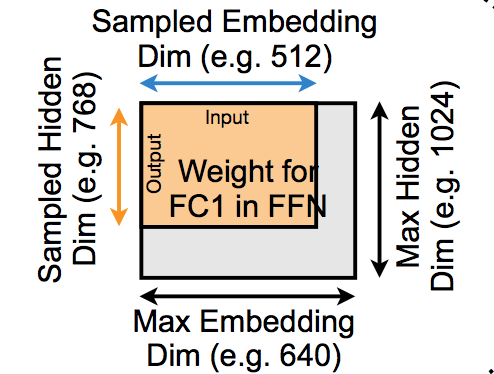 Sampled Embedding
Dim (e.g. 512)
Sampled Hidden
Dim (e.g. 768)
Input
Output
Weight for
FC1 in FFN
Max Hidden
Dim (e.g. 1024)
Max Embedding
Dim (e.g. 640)